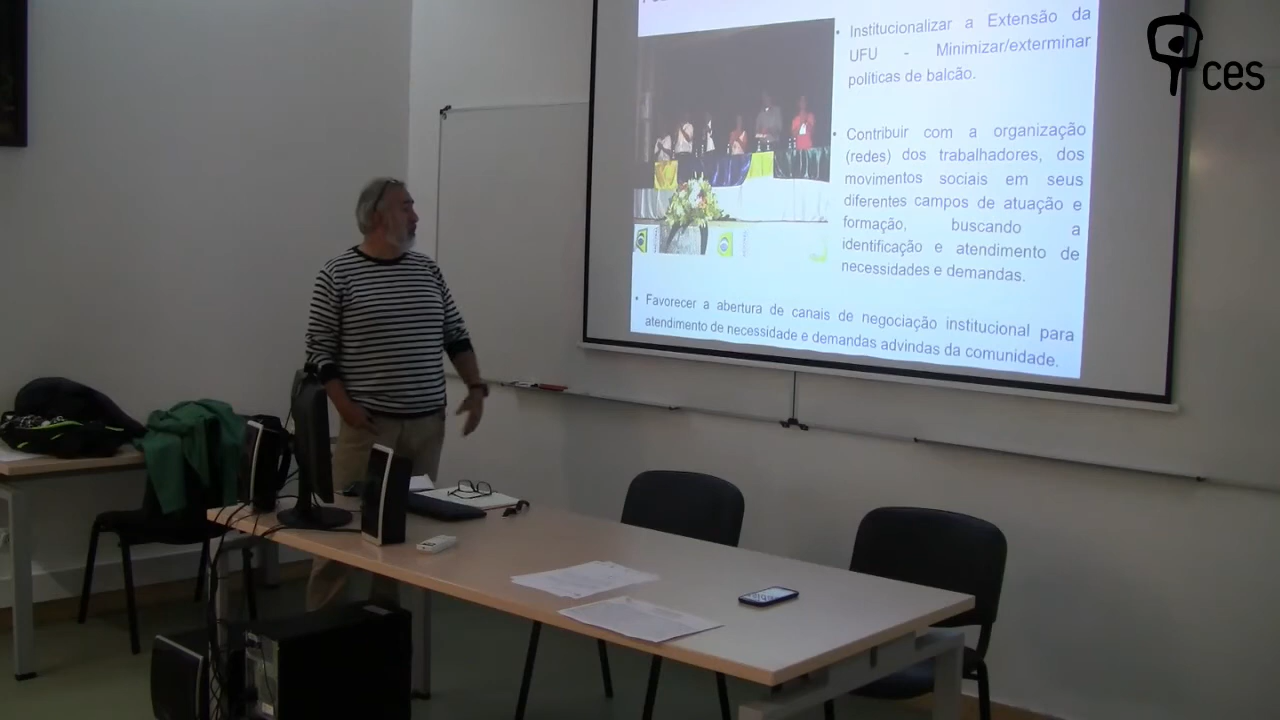 Institucionalizar a Extensão da
UFU - Minimizar/exterminar
políticas de balcão.
Contribuir com a organização
(redes) dos trabalhadores, dos
movimentos sociais em seus
diferentes campos de atuação e
formação, buscando a
identificação e atendimento de
necessidades e demandas.
Favorecer a abertura de canais de negociação institucional para
atendimento de necessidade e demandas advindas da comunidade.
ces